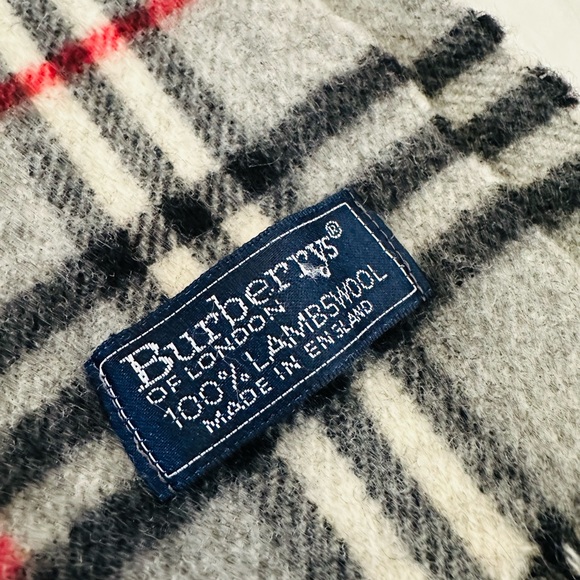 Burberrys®
OF LONDON
100% LAMBSWOOL
MADE IN ENGLAND